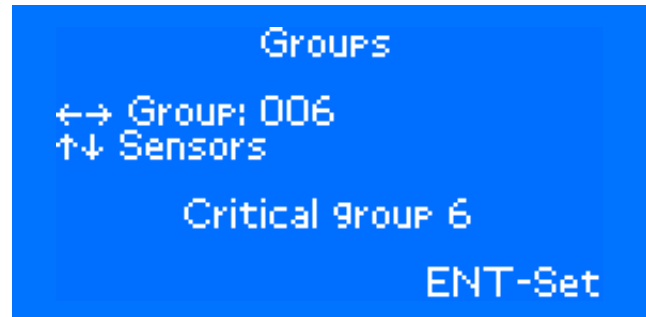 Groups
←→ Group: 006
↑↓ Sensors
Critical group 6
ENT-Set